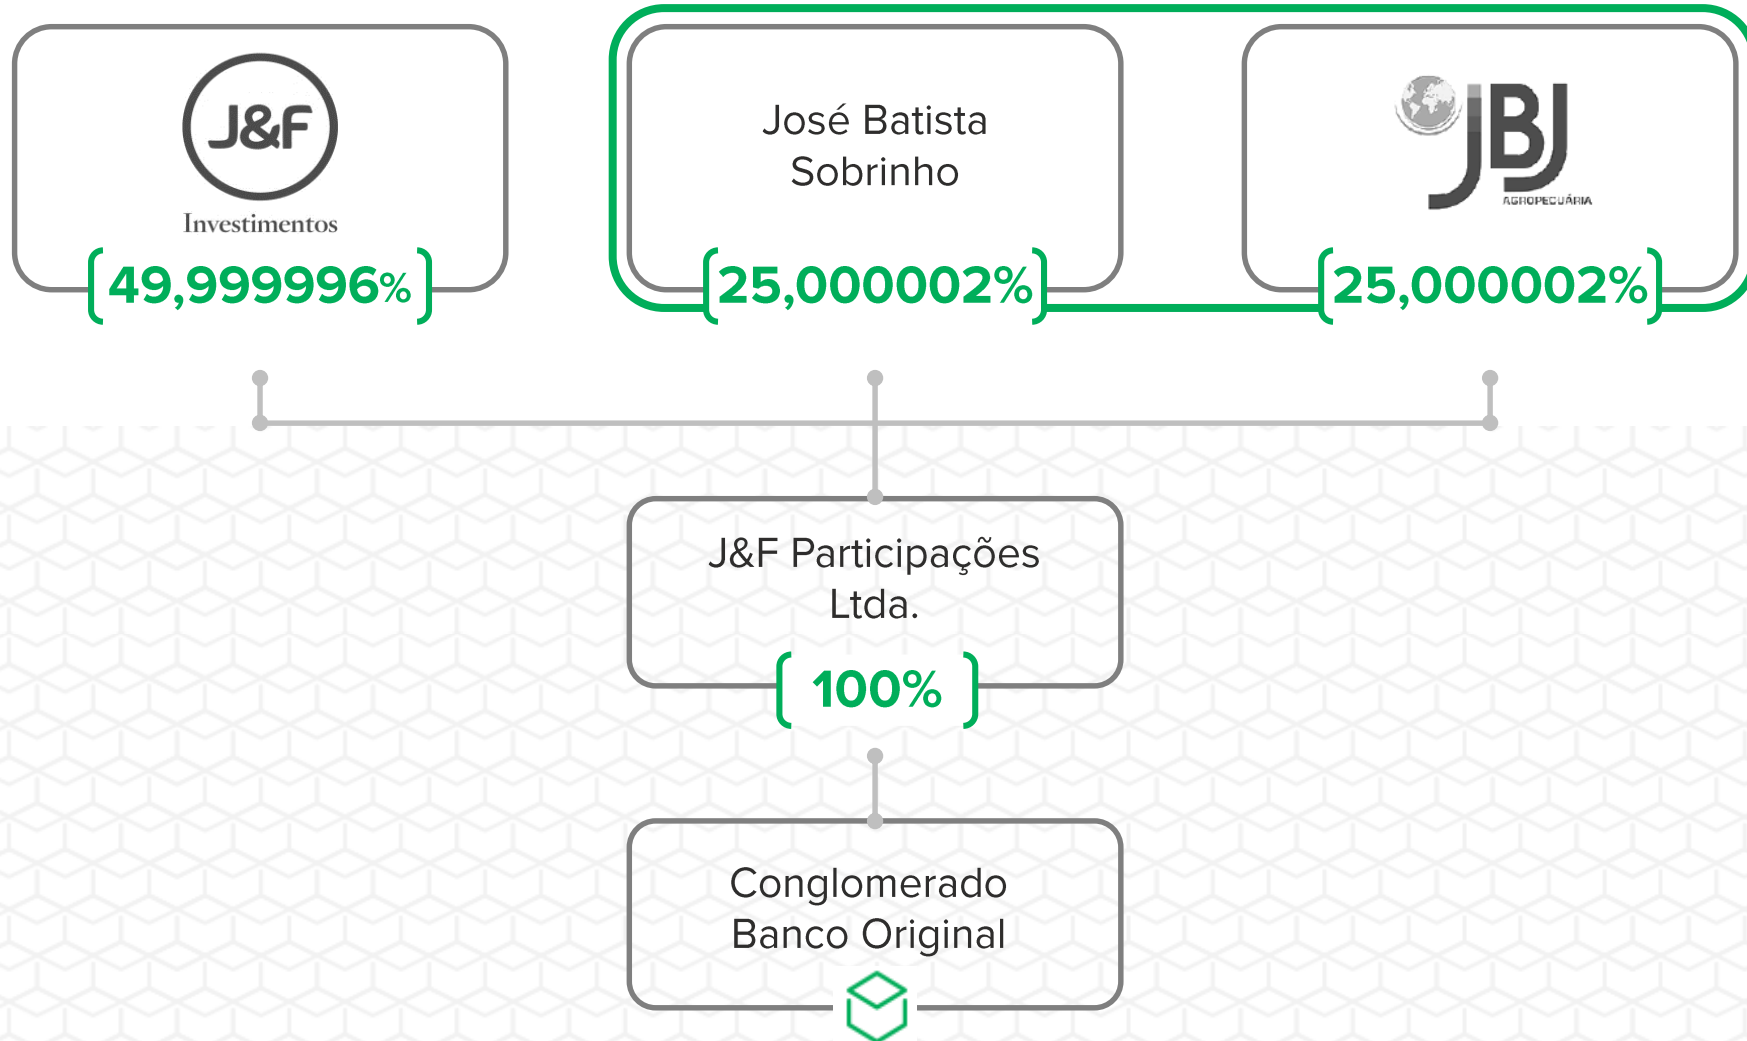 J&F
Investimentos
49,999996%
José Batista
Sobrinho
25,000002%
JBJ
AGROPECUÁRIA
25,000002%
J&F Participações
Ltda.
100%
Conglomerado
Banco Original